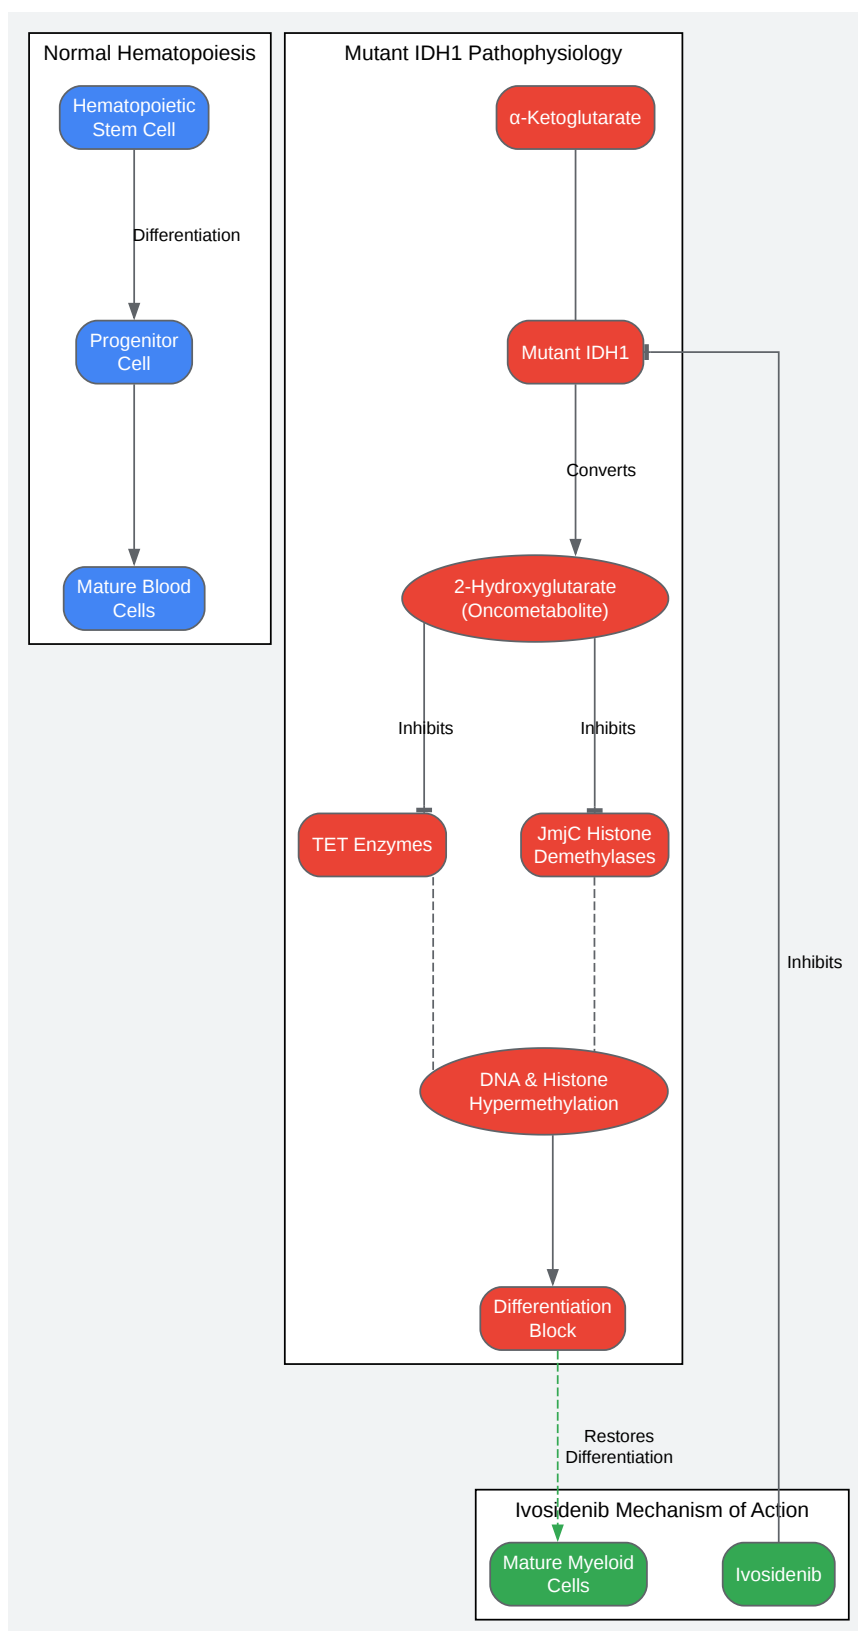 Normal Hematopoiesis
Hematopoietic
Stem Cell
Differentiation
Progenitor
Cell
Mature Blood
Cells
Mutant IDH1 Pathophysiology
α-Ketoglutarate
Mutant IDH1
Converts
2-Hydroxyglutarate
(Oncometabolite)
Inhibits
Inhibits
TET Enzymes
JmjC Histone
Demethylases
DNA & Histone
Hypermethylation
Differentiation
Block
Inhibits
Restores
Differentiation
Ivosidenib Mechanism of Action
Mature Myeloid
Cells
Ivosidenib